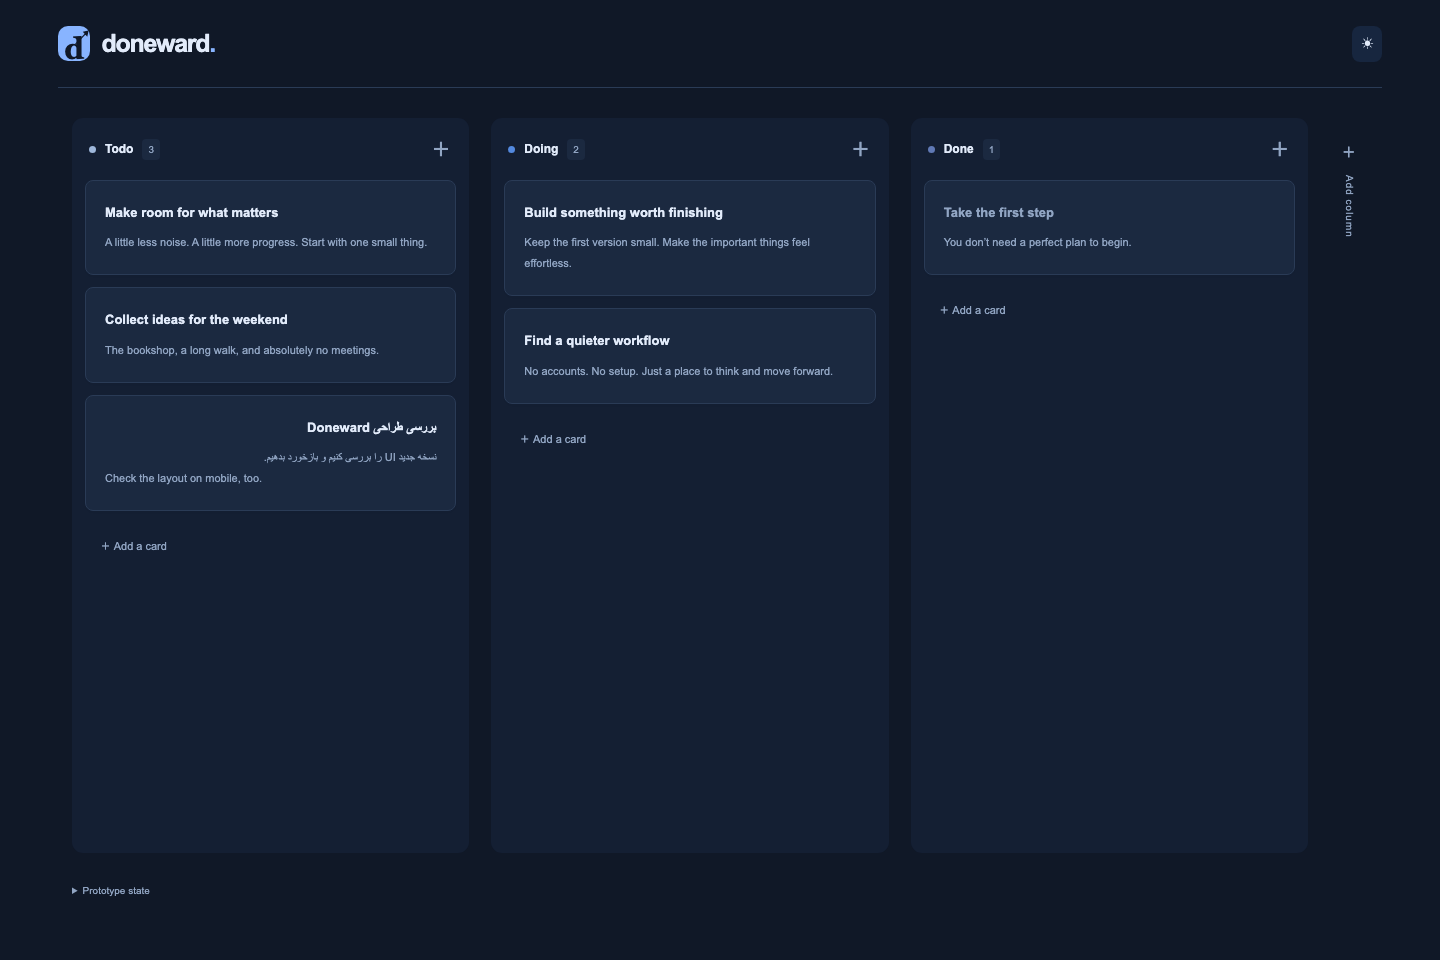 doneward.
Todo 3
Make room for what matters
A little less noise. A little more progress. Start with one small thing.
Collect ideas for the weekend
The bookshop, a long walk, and absolutely no meetings.
بررسی طراحی Doneward
نسخه جدید UI را بررسی کنیم و بازخورد بدهیم.
Check the layout on mobile, too.
+ Add a card
Doing 2
Build something worth finishing
Keep the first version small. Make the important things feel
effortless.
Find a quieter workflow
No accounts. No setup. Just a place to think and move forward.
+ Add a card
Done 1
Take the first step
You don’t need a perfect plan to begin.
+ Add a card
+ Add column
Prototype state